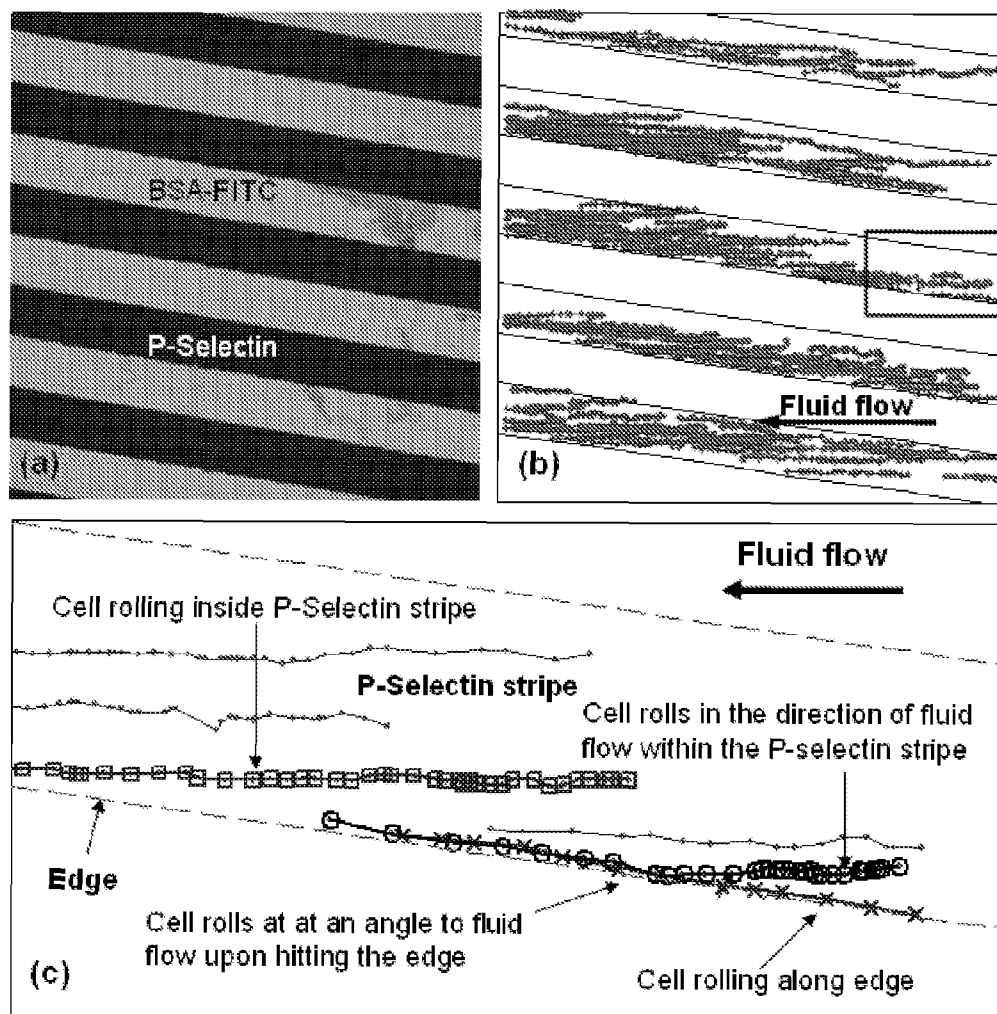 BSA-FITC
P-Selectin
(a)
Fluid flow
(b)
Fluid flow
Cell rolling inside P-Selectin stripe
P-Selectin stripe
Cell rolls in the direction of fluid
flow within the P-selectin stripe
Edge
Cell rolls at at an angle to fluid
flow upon hitting the edge
Cell rolling along edge
(c)